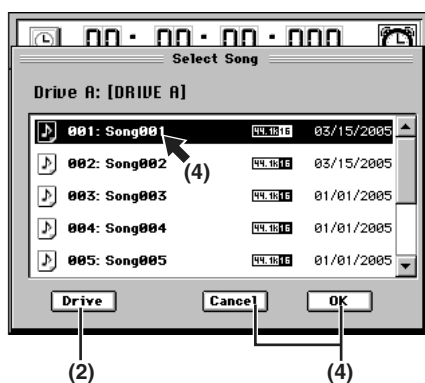 00· 00· 00· 000
Select Song
Drive A: [DRIVE A]
001: Song001 44.1k16 03/15/2005
(4)
002: Song002 44.1k16 03/15/2005
003: Song003 44.1k16 01/01/2005
004: Song004 44.1k16 01/01/2005
005: Song005 44.1k16 01/01/2005
Drive Cancel OK
(2) (4)